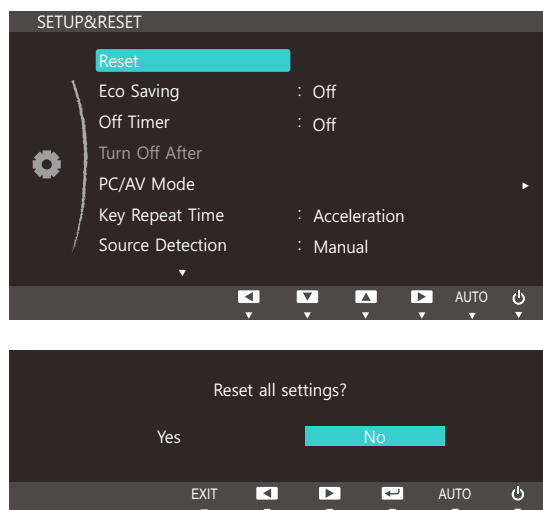 SETUP&RESET
Reset
Eco Saving : Off
Off Timer : Off
Turn Off After
PC/AV Mode
Key Repeat Time : Acceleration
Source Detection : Manual
AUTO
Reset all settings?
Yes No
EXIT AUTO